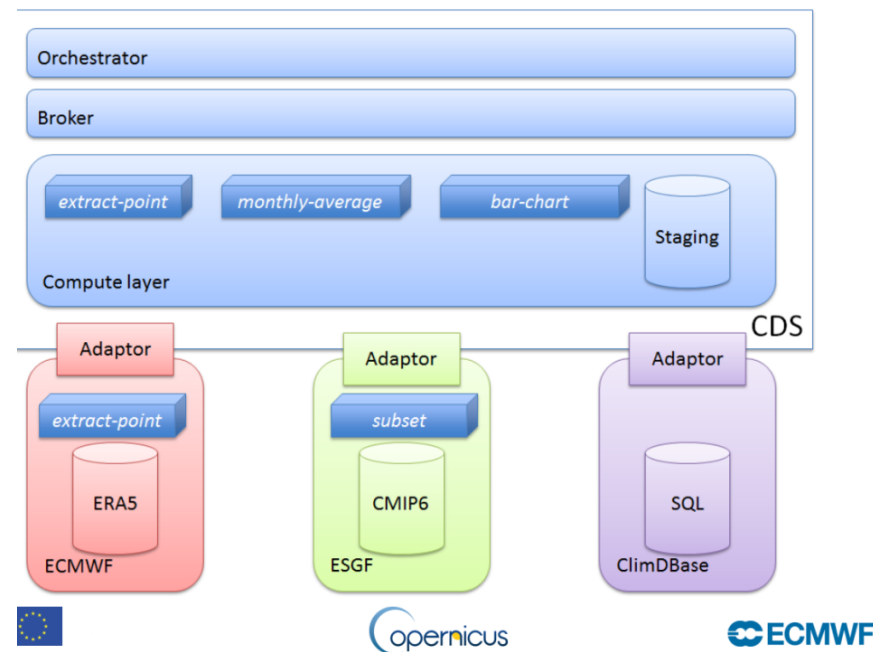 Orchestrator
Broker
extract-point
monthly-average
bar-chart
Staging
Compute layer
CDS
Adaptor
Adaptor
Adaptor
extract-point
subset
ERA5
CMIP6
SQL
ECMWF
ESGF
ClimDBase
opernicus
ECMWF